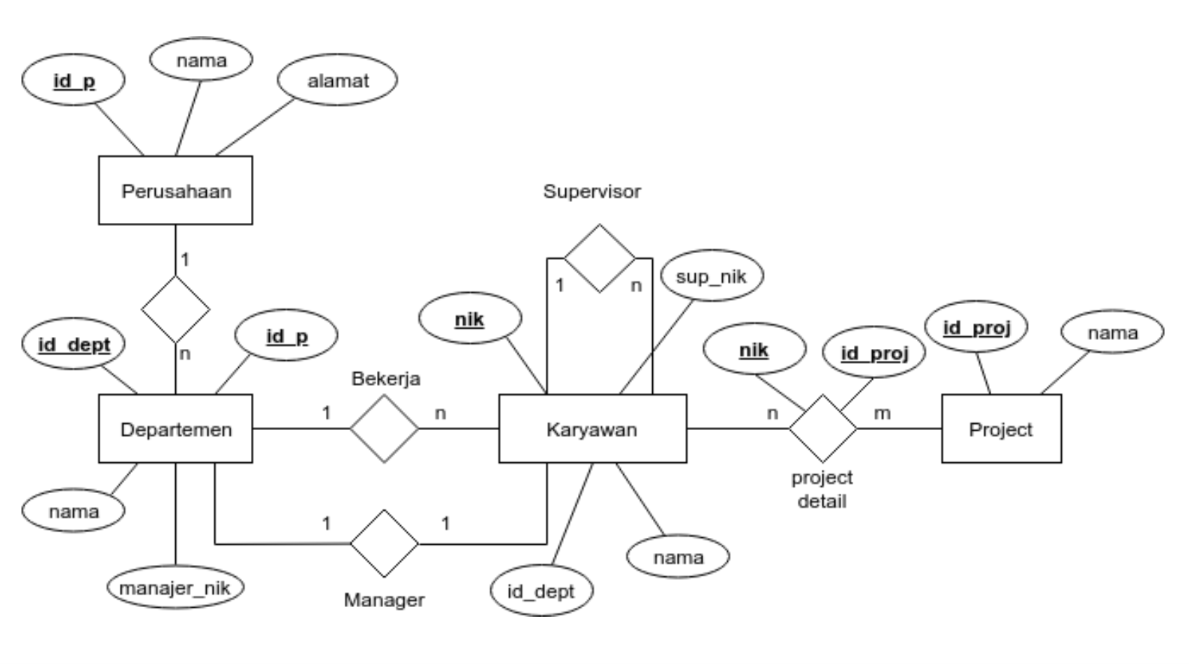 nama
id_p
alamat
Perusahaan
Supervisor
1
1
n
sup_nik
nik
id_dept
id_p
n
nik
id_proj
id_proj
nama
Bekerja
Departemen
1
n
Karyawan
n
m
Project
project
detail
nama
1
1
nama
manajer_nik
Manager
id_dept